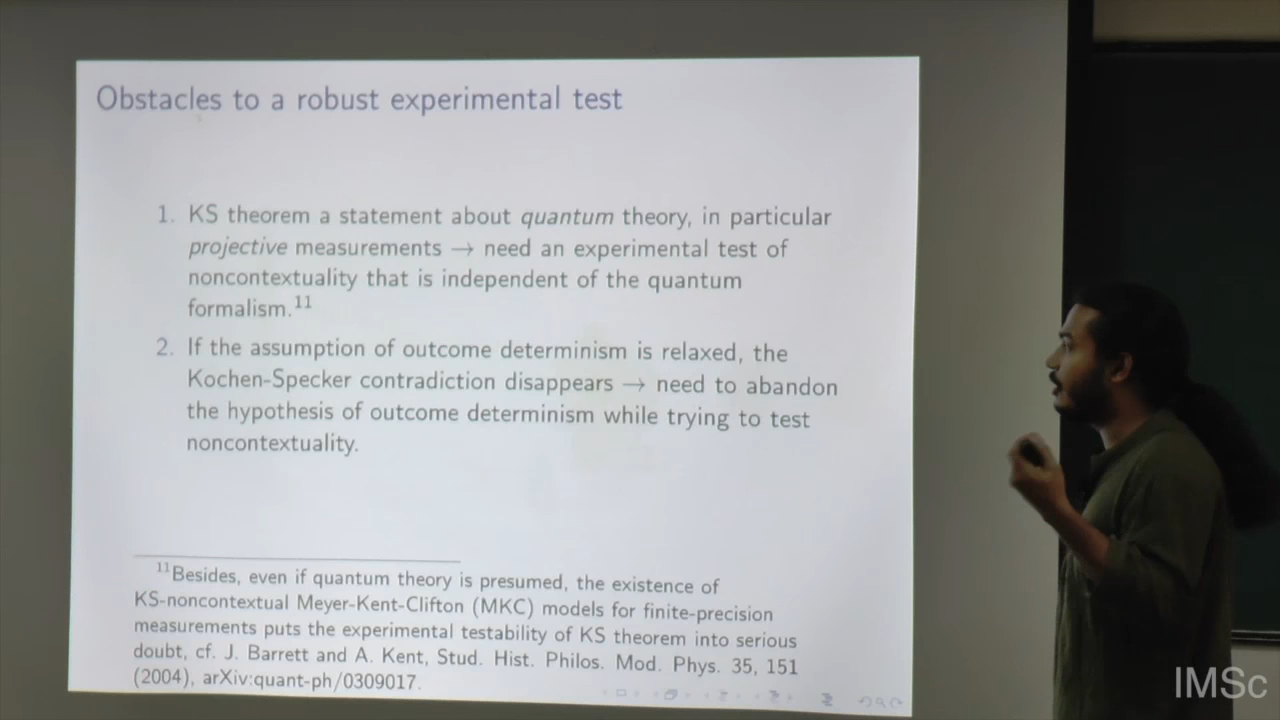 Obstacles to a robust experimental test
1. KS theorem a statement about quantum theory, in particular
projective measurements → need an experimental test of
noncontextuality that is independent of the quantum
formalism.11
2. If the assumption of outcome determinism is relaxed, the
Kochen-Specker contradiction disappears → need to abandon
the hypothesis of outcome determinism while trying to test
noncontextuality.
11Besides, even if quantum theory is presumed, the existence of
KS-noncontextual Meyer-Kent-Clifton (MKC) models for finite-precision
measurements puts the experimental testability of KS theorem into serious
doubt, cf. J. Barrett and A. Kent, Stud. Hist. Philos. Mod. Phys. 35, 151
(2004), arXiv:quant-ph/0309017.
IMSc